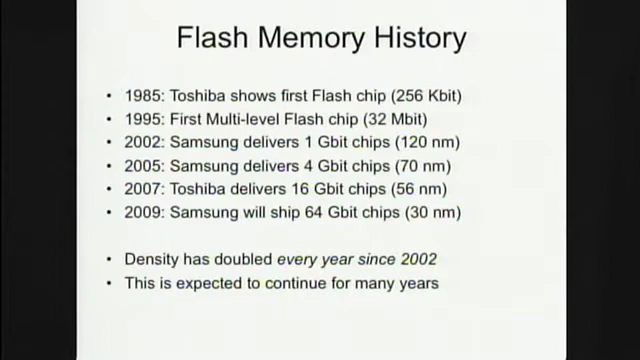 Flash Memory History
• 1985: Toshiba shows first Flash chip (256 Kbit)
• 1995: First Multi-level Flash chip (32 Mbit)
• 2002: Samsung delivers 1 Gbit chips (120 nm)
• 2005: Samsung delivers 4 Gbit chips (70 nm)
• 2007: Toshiba delivers 16 Gbit chips (56 nm)
• 2009: Samsung will ship 64 Gbit chips (30 nm)
• Density has doubled every year since 2002
• This is expected to continue for many years